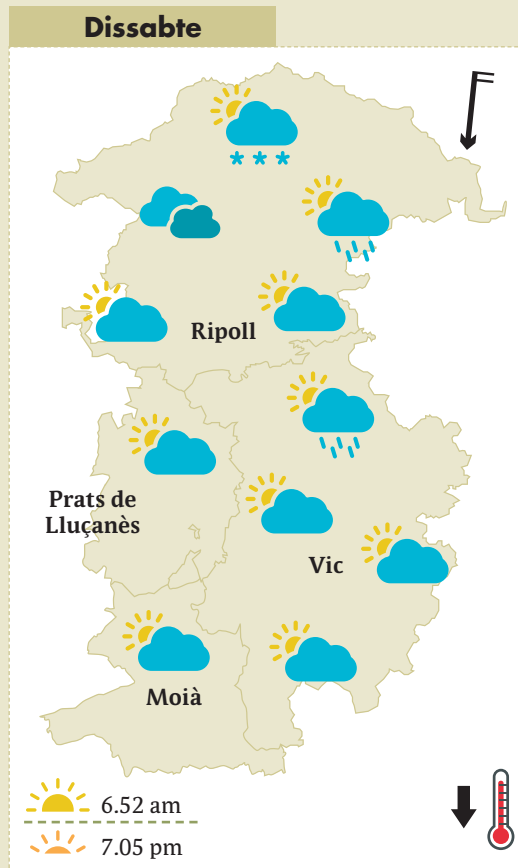 Dissabte
Ripoll
Prats de
Lluçanès
Vic
Moià
6.52 am
7.05 pm